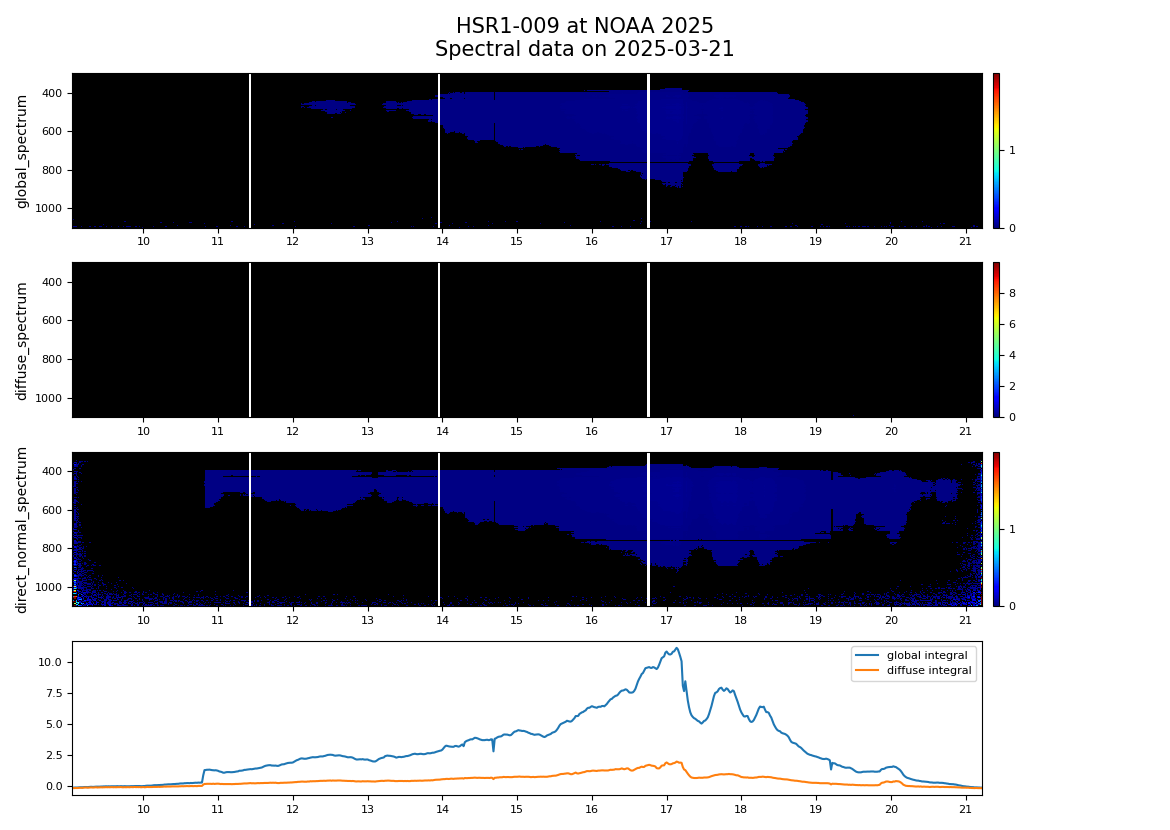 HSR1-009 at NOAA 2025
Spectral data on 2025-03-21
global_spectrum
400
600
800
1000
10 11 12 13 14 15 16 17 18 19 20 21
1
0
diffuse_spectrum
400
600
800
1000
10 11 12 13 14 15 16 17 18 19 20 21
8
6
4
2
0
direct_normal_spectrum
400
600
800
1000
10 11 12 13 14 15 16 17 18 19 20 21
1
0
10.0
7.5
5.0
2.5
0.0
global integral
diffuse integral
10 11 12 13 14 15 16 17 18 19 20 21